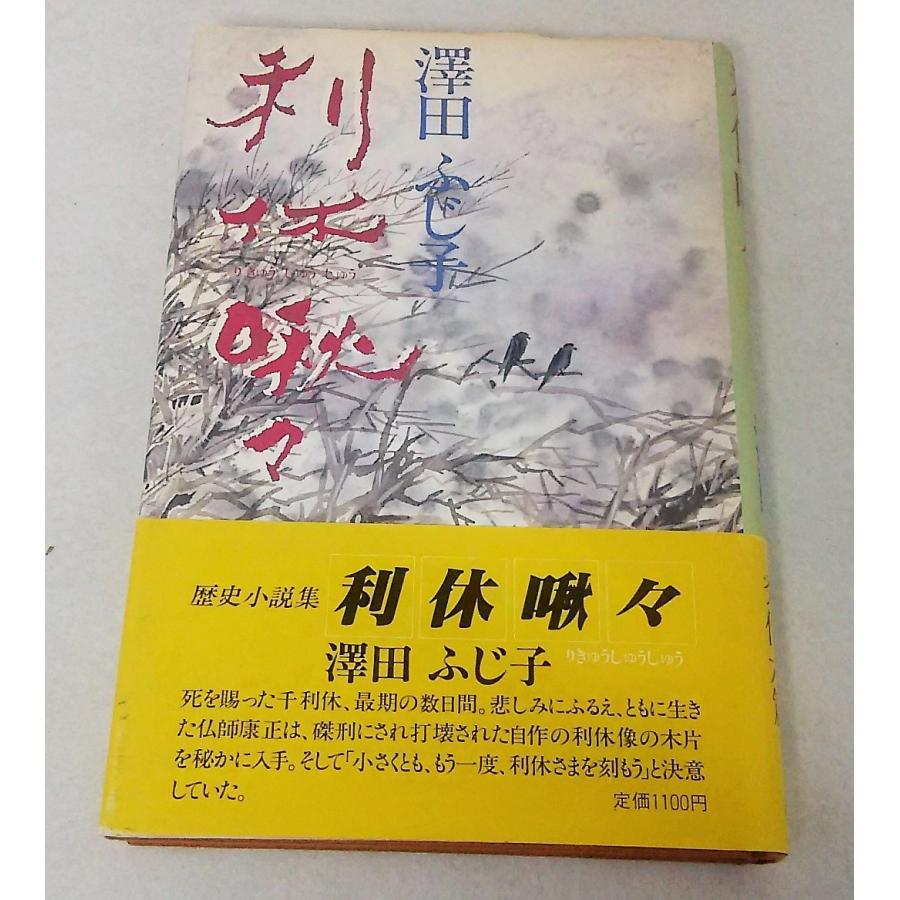 澤田 ふじ子
利休啾々
りきゅうしゅうしゅう
歴史小説集 利休啾々
澤田 ふじ子 りきゅうしゅうしゅう
死を賜った千利休、最期の数日間。悲しみにふるえ、ともに生き
た仏師康正は、磔刑にされ打壊された自作の利休像の木片
を秘かに入手。そして「小さくとも、もう一度、利休さまを刻もう」と決意
していた。
定価1100円